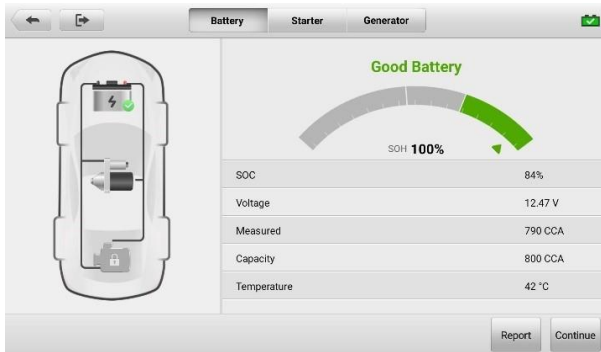 Battery Starter Generator
Good Battery
SOH 100%
SOC 84%
Voltage 12.47 V
Measured 790 CCA
Capacity 800 CCA
Temperature 42 °C
Report Continue